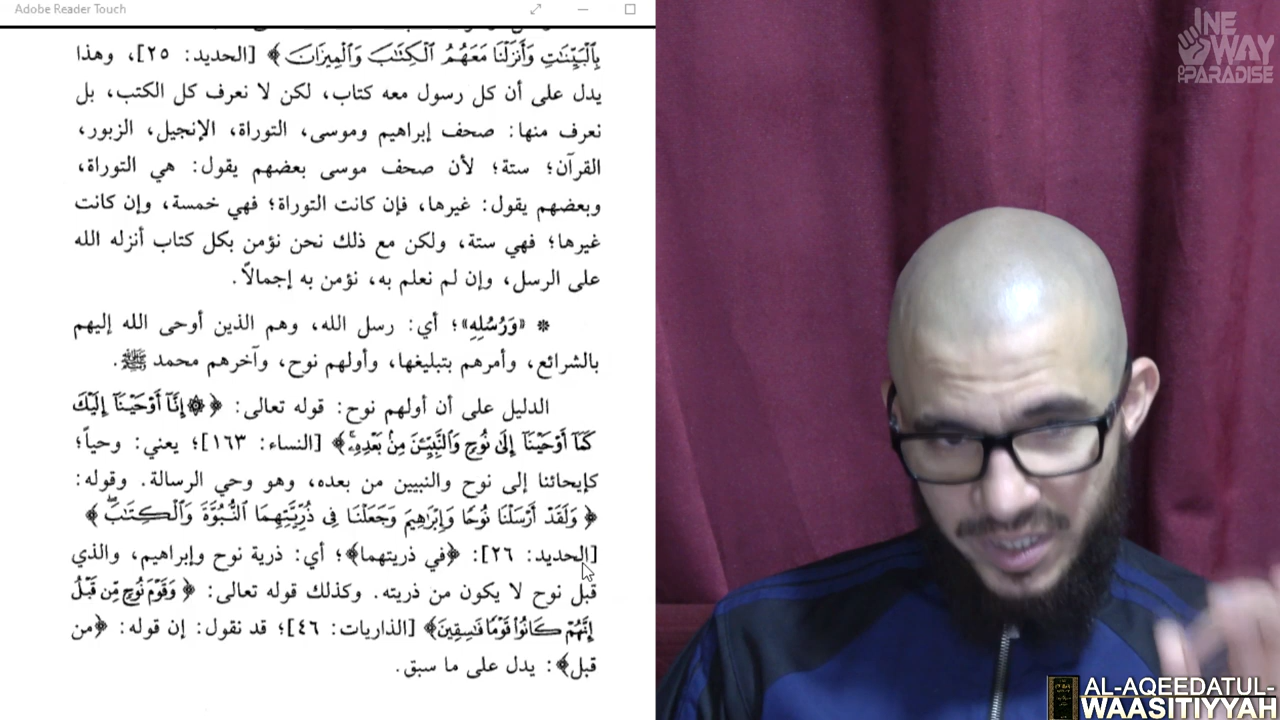 Adobe Reader Touch
بِٱلۡبَيِّنَٰتِ وَأَنزَلۡنَا مَعَهُمُ ٱلۡكِتَٰبَ وَٱلۡمِيزَانَ ﴾ [الحديد: ٢٥]، وهذا
يدل على أن كل رسول معه كتاب، لكن لا نعرف كل الكتب، بل
نعرف منها: صحف إبراهيم وموسى، التوراة، الإنجيل، الزبور،
القرآن؛ ستة؛ لأن صحف موسى بعضهم يقول: هي التوراة،
وبعضهم يقول: غيرها، فإن كانت التوراة؛ فهي خمسة، وإن كانت
غيرها؛ فهي ستة، ولكن مع ذلك نحن نؤمن بكل كتاب أنزله الله
على الرسل، وإن لم نعلم به، نؤمن به إجمالاً.
* «وَرُسُلِهِ»؛ أي: رسل الله، وهم الذين أوحى الله إليهم
بالشرائع، وأمرهم بتبليغها، وأولهم نوح، وآخرهم محمد ﷺ.
الدليل على أن أولهم نوح: قوله تعالى: ﴿ ۞ إِنَّآ أَوۡحَيۡنَآ إِلَيۡكَ
كَمَآ أَوۡحَيۡنَآ إِلَىٰ نُوحٖ وَٱلنَّبِيِّـۧنَ مِنۢ بَعۡدِهِۦۚ ﴾ [النساء: ١٦٣]؛ يعني: وحياً؛
كإيحائنا إلى نوح والنبيين من بعده، وهو وحي الرسالة. وقوله:
﴿ وَلَقَدۡ أَرۡسَلۡنَا نُوحٗا وَإِبۡرَٰهِيمَ وَجَعَلۡنَا فِي ذُرِّيَّتِهِمَا ٱلنُّبُوَّةَ وَٱلۡكِتَٰبَۖ ﴾
[الحديد: ٢٦]: ﴿في ذريتهما﴾؛ أي: ذرية نوح وإبراهيم، والذي
قبل نوح لا يكون من ذريته. وكذلك قوله تعالى: ﴿ وَقَوۡمَ نُوحٖ مِّن قَبۡلُۖ
إِنَّهُمۡ كَانُواْ قَوۡمٗا فَٰسِقِينَ ﴾ [الذاريات: ٤٦]؛ قد نقول: إن قوله: ﴿من
قبل﴾: يدل على ما سبق.
ONE
WAY
TO PARADISE
AL-AQEEDATUL-
WAASITIYYAH